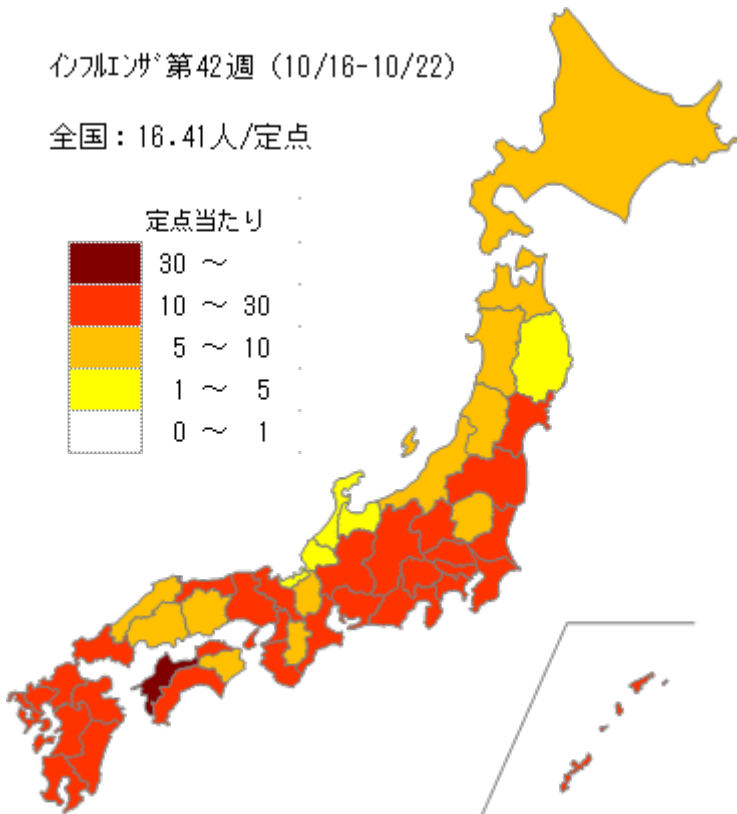 インフルエンザ 第42週 (10/16-10/22)
全国：16.41人/定点
定点当たり
30 ～
10 ～ 30
5 ～ 10
1 ～ 5
0 ～ 1